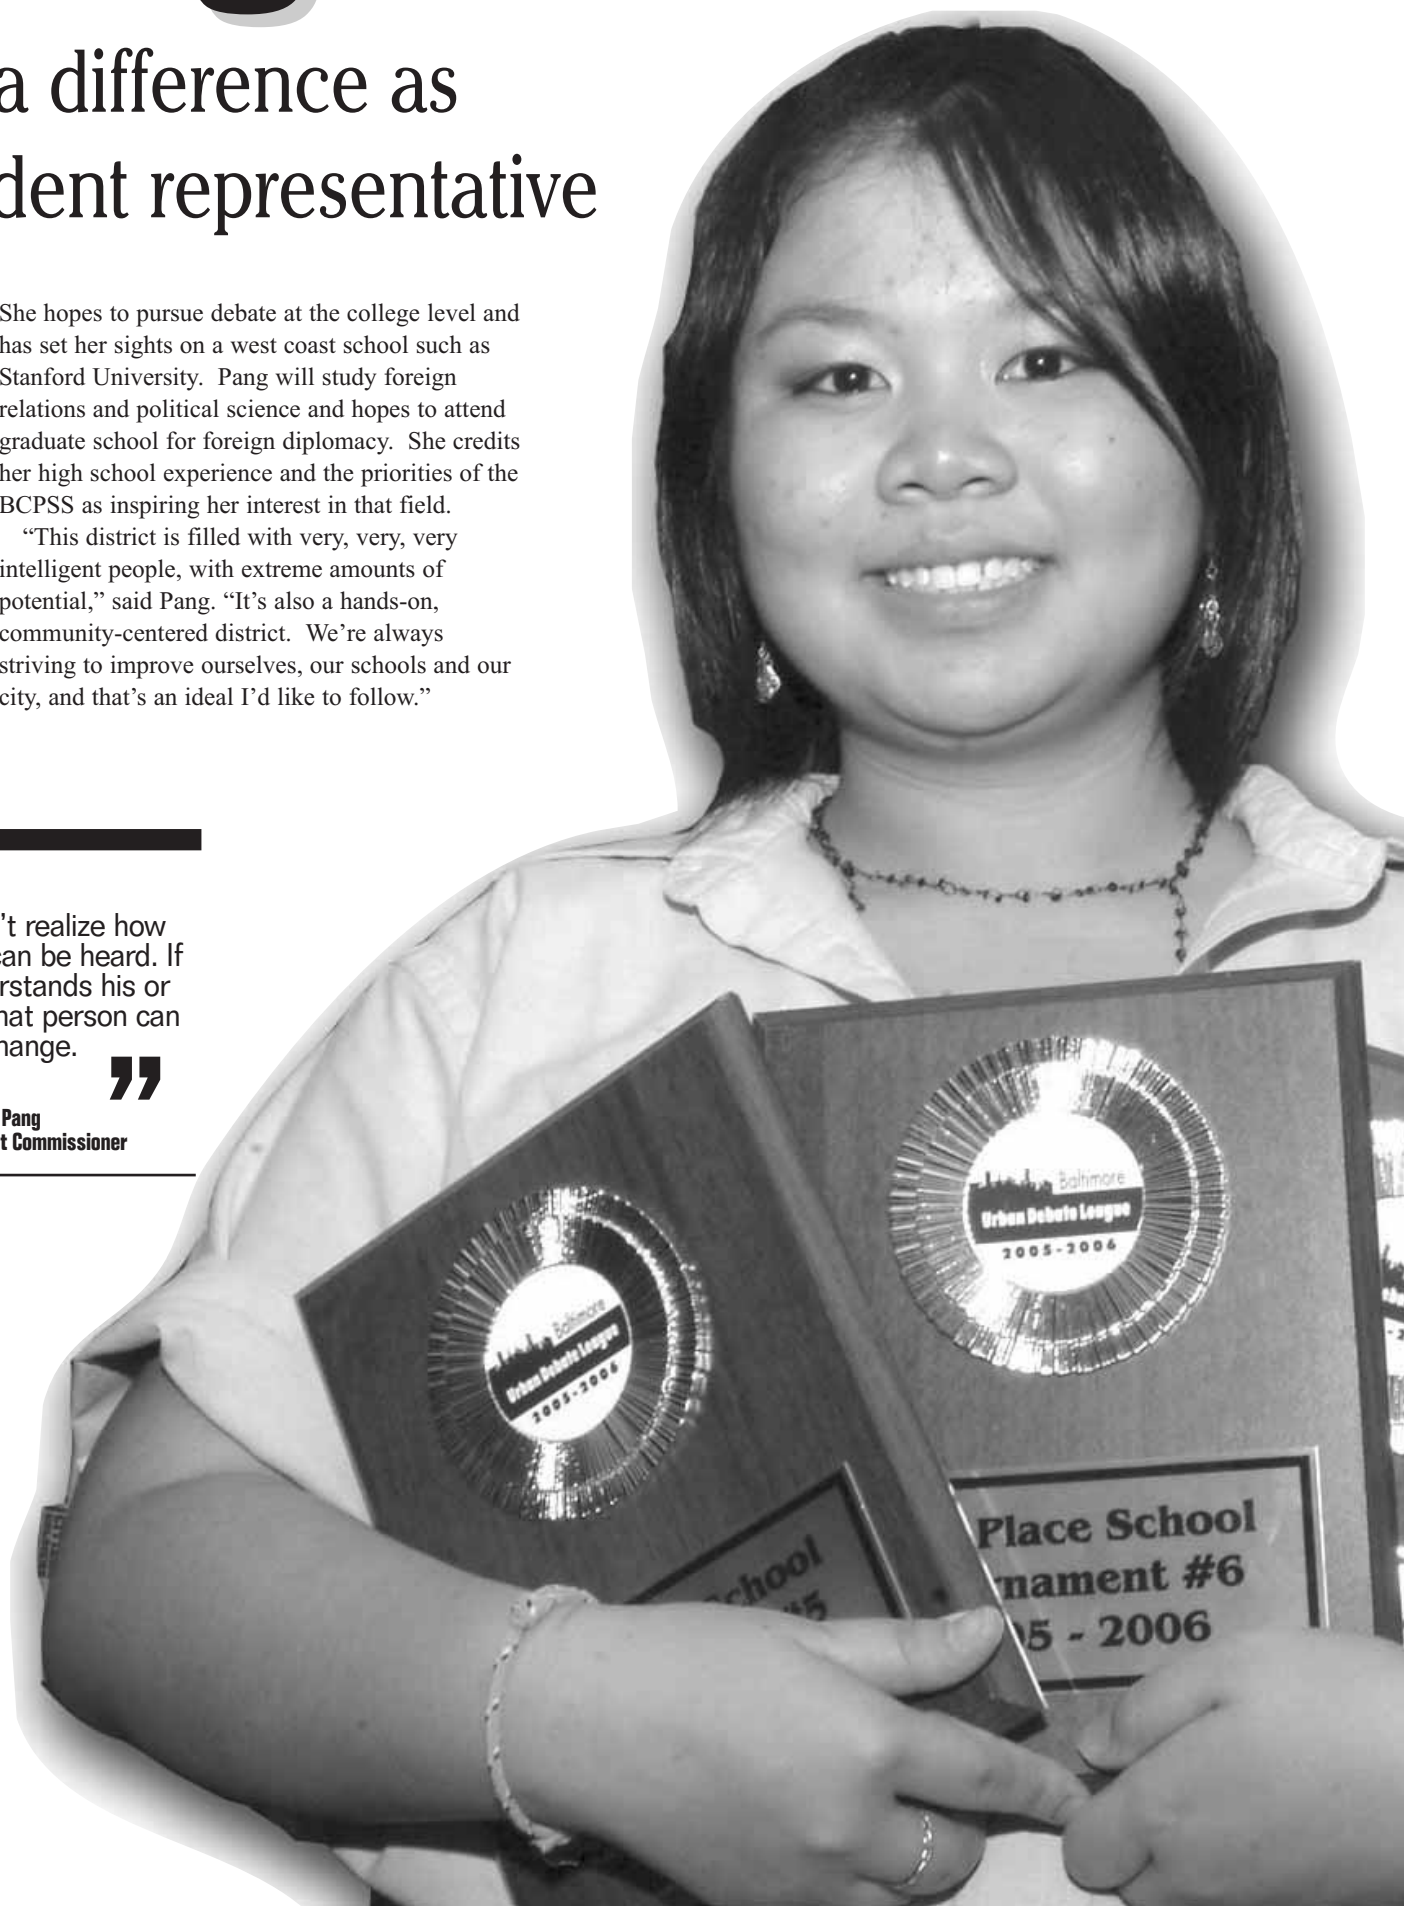 a difference as
dent representative
She hopes to pursue debate at the college level and
has set her sights on a west coast school such as
Stanford University.  Pang will study foreign
relations and political science and hopes to attend
graduate school for foreign diplomacy.  She credits
her high school experience and the priorities of the
BCPSS as inspiring her interest in that field.
“This district is filled with very, very, very
intelligent people, with extreme amounts of
potential,” said Pang. “It’s also a hands-on,
community-centered district.  We’re always
striving to improve ourselves, our schools and our
city, and that’s an ideal I’d like to follow.”
’t realize how
can be heard. If
rstands his or
hat person can
hange.
”
Pang
t Commissioner
Baltimore
Urban Debate League
2005-2006
Baltimore
Urban Debate League
2005-2006
Place School
nament #6
05 - 2006
School
#5